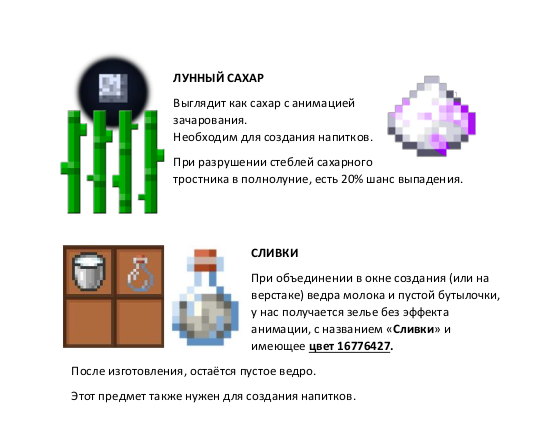 ЛУННЫЙ САХАР
Выглядит как сахар с анимацией
зачарования.
Необходим для создания напитков.
При разрушении стеблей сахарного
тростника в полнолуние, есть 20% шанс выпадения.
СЛИВКИ
При объединении в окне создания (или на
верстаке) ведра молока и пустой бутылочки,
у нас получается зелье без эффекта
анимации, с названием «Сливки» и
имеющее цвет 16776427.
После изготовления, остаётся пустое ведро.
Этот предмет также нужен для создания напитков.